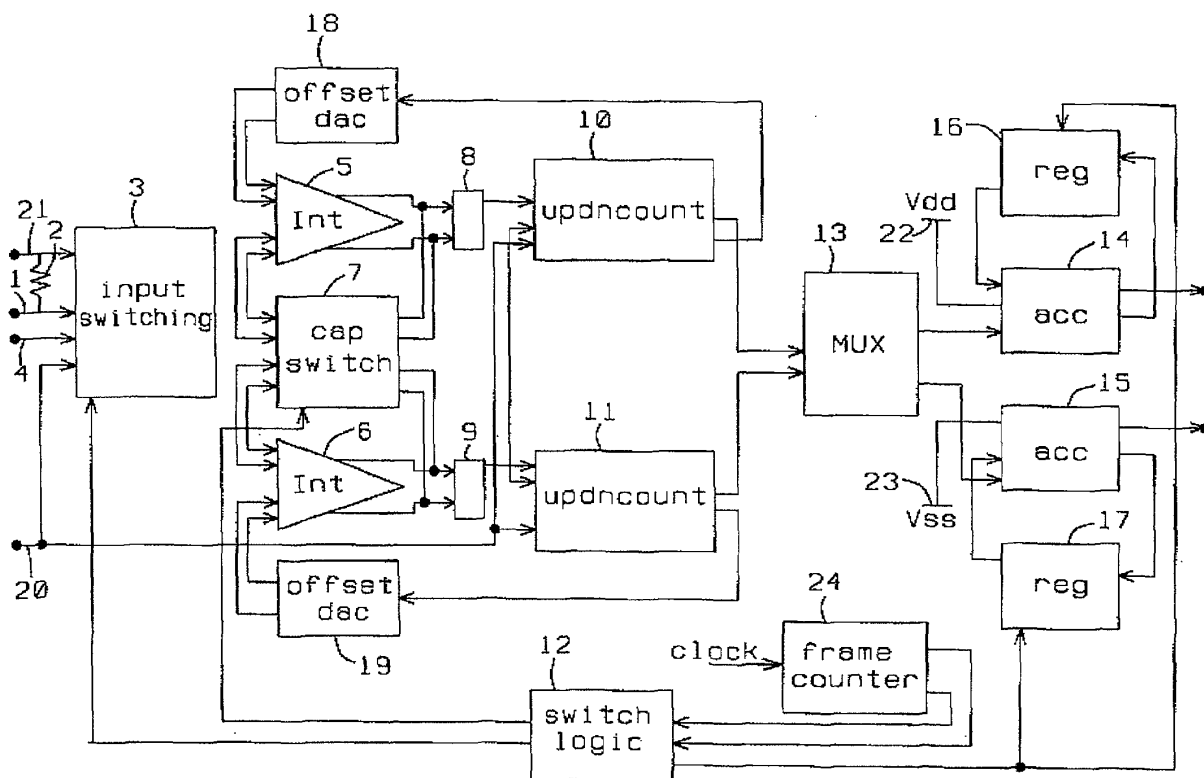 18
offset
dac
10
16
reg
5
8
3
Int
updncount
Vdd
21
2
22
14
7
13
1
input
switching
cap
switch
acc
MUX
4
15
6
11
9
acc
Int
updncount
23
Vss
17
20
offset
dac
24
reg
19
12
clock
frame
counter
switch
logic